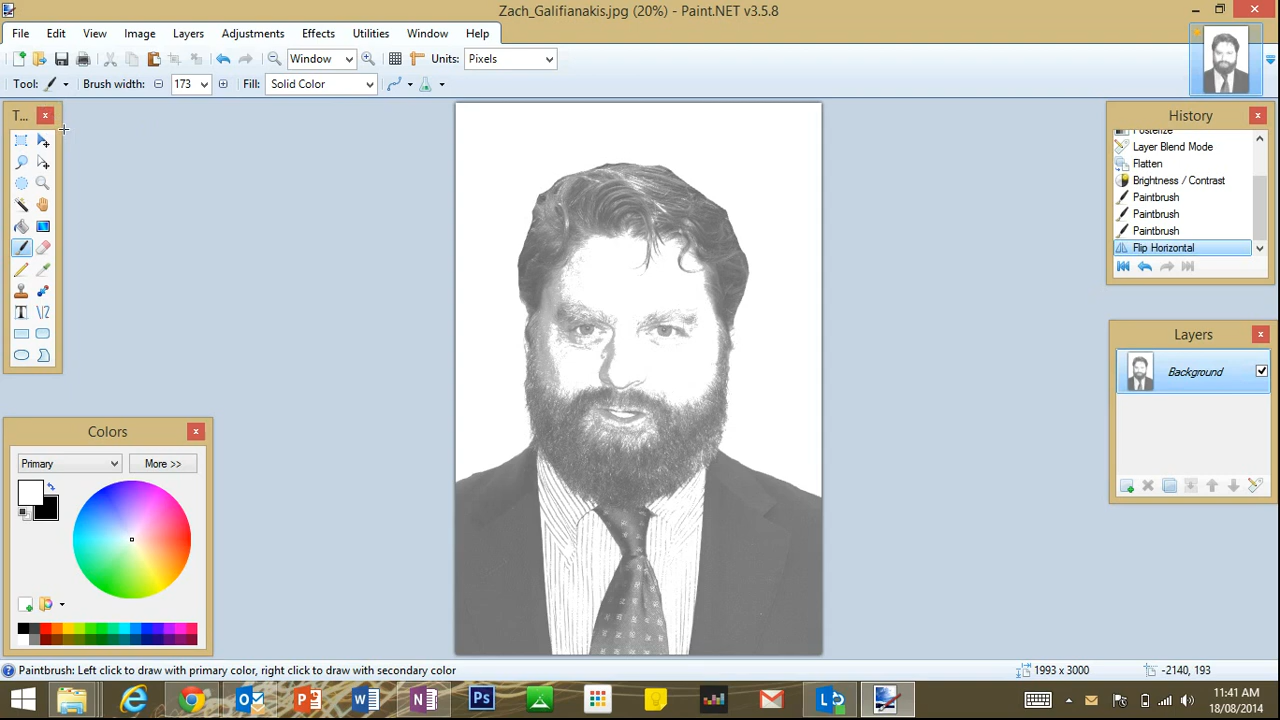 Zach_Galifianakis.jpg (20%) - Paint.NET v3.5.8
File Edit View Image Layers Adjustments Effects Utilities Window Help
Window Units: Pixels
Tool: Brush width: 173 Fill: Solid Color
T...
History
Posterize
Layer Blend Mode
Flatten
Brightness / Contrast
Paintbrush
Paintbrush
Paintbrush
Flip Horizontal
Layers
Background
Colors
Primary More >>
Paintbrush: Left click to draw with primary color, right click to draw with secondary color
1993 x 3000
-2140, 193
11:41 AM
18/08/2014